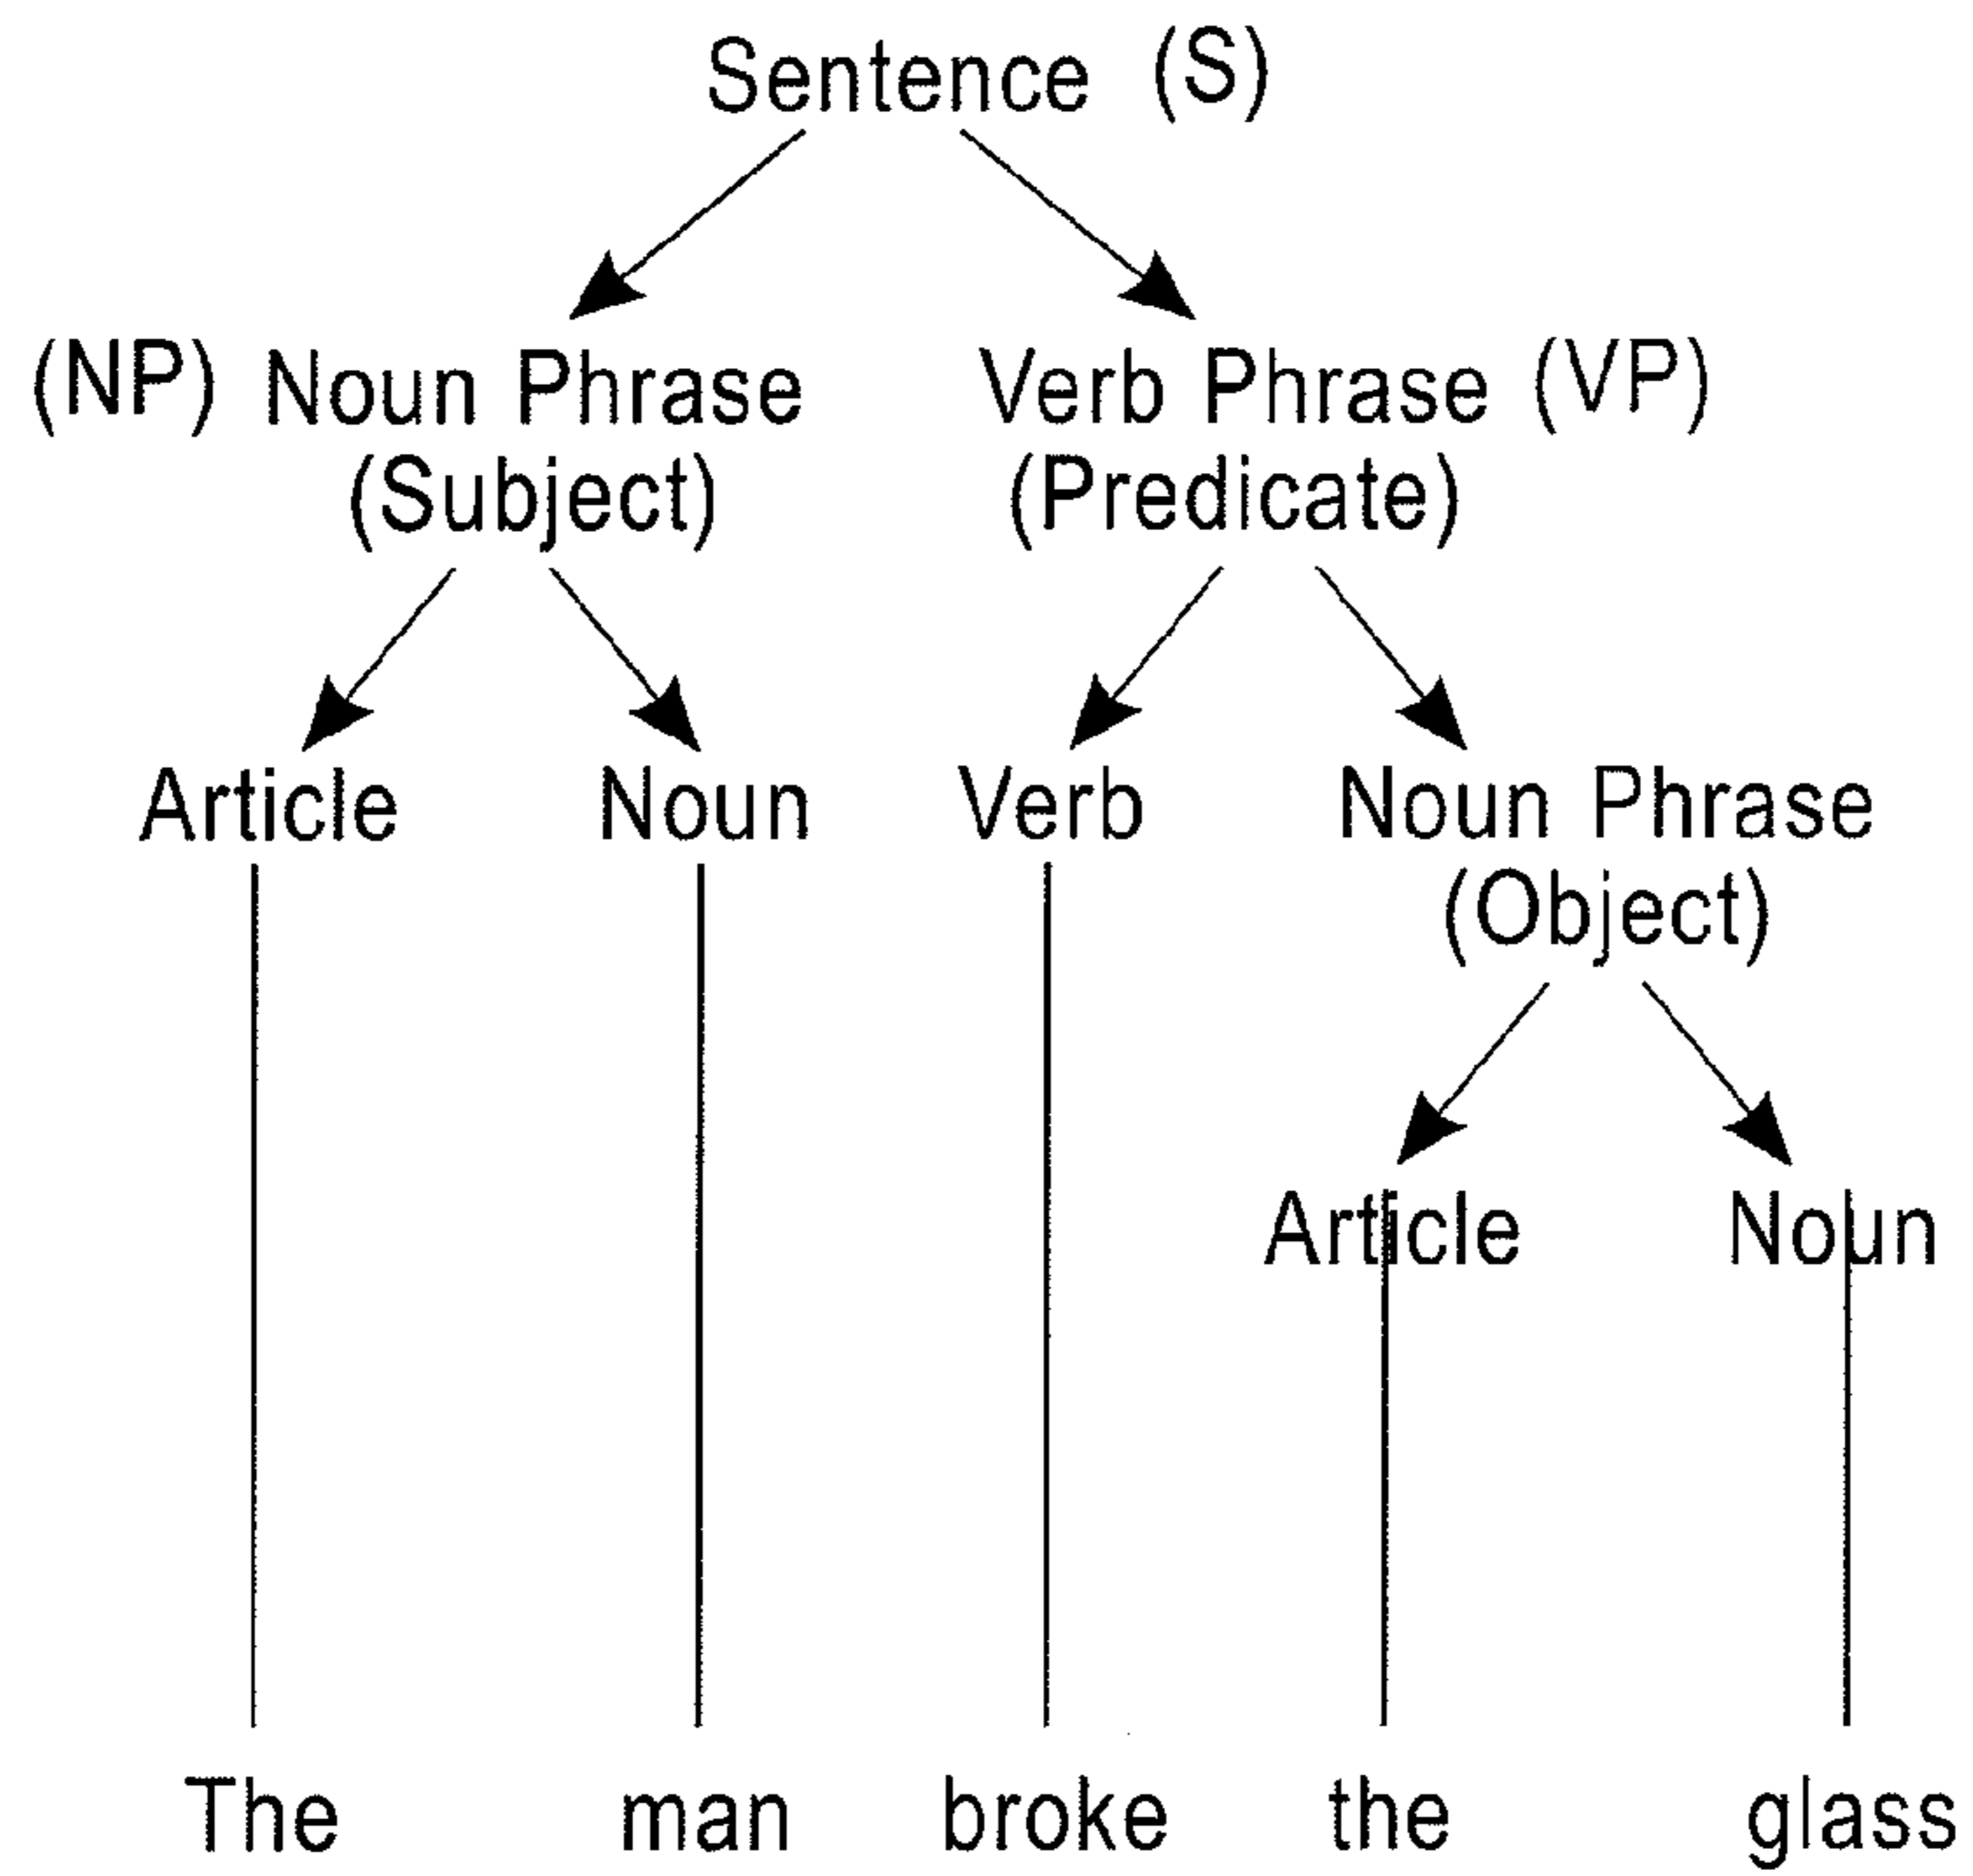 Sentence (S)
(NP) Noun Phrase Verb Phrase (VP)
(Subject) (Predicate)
Article Noun Verb Noun Phrase
(Object)
Article Noun
The man broke the glass